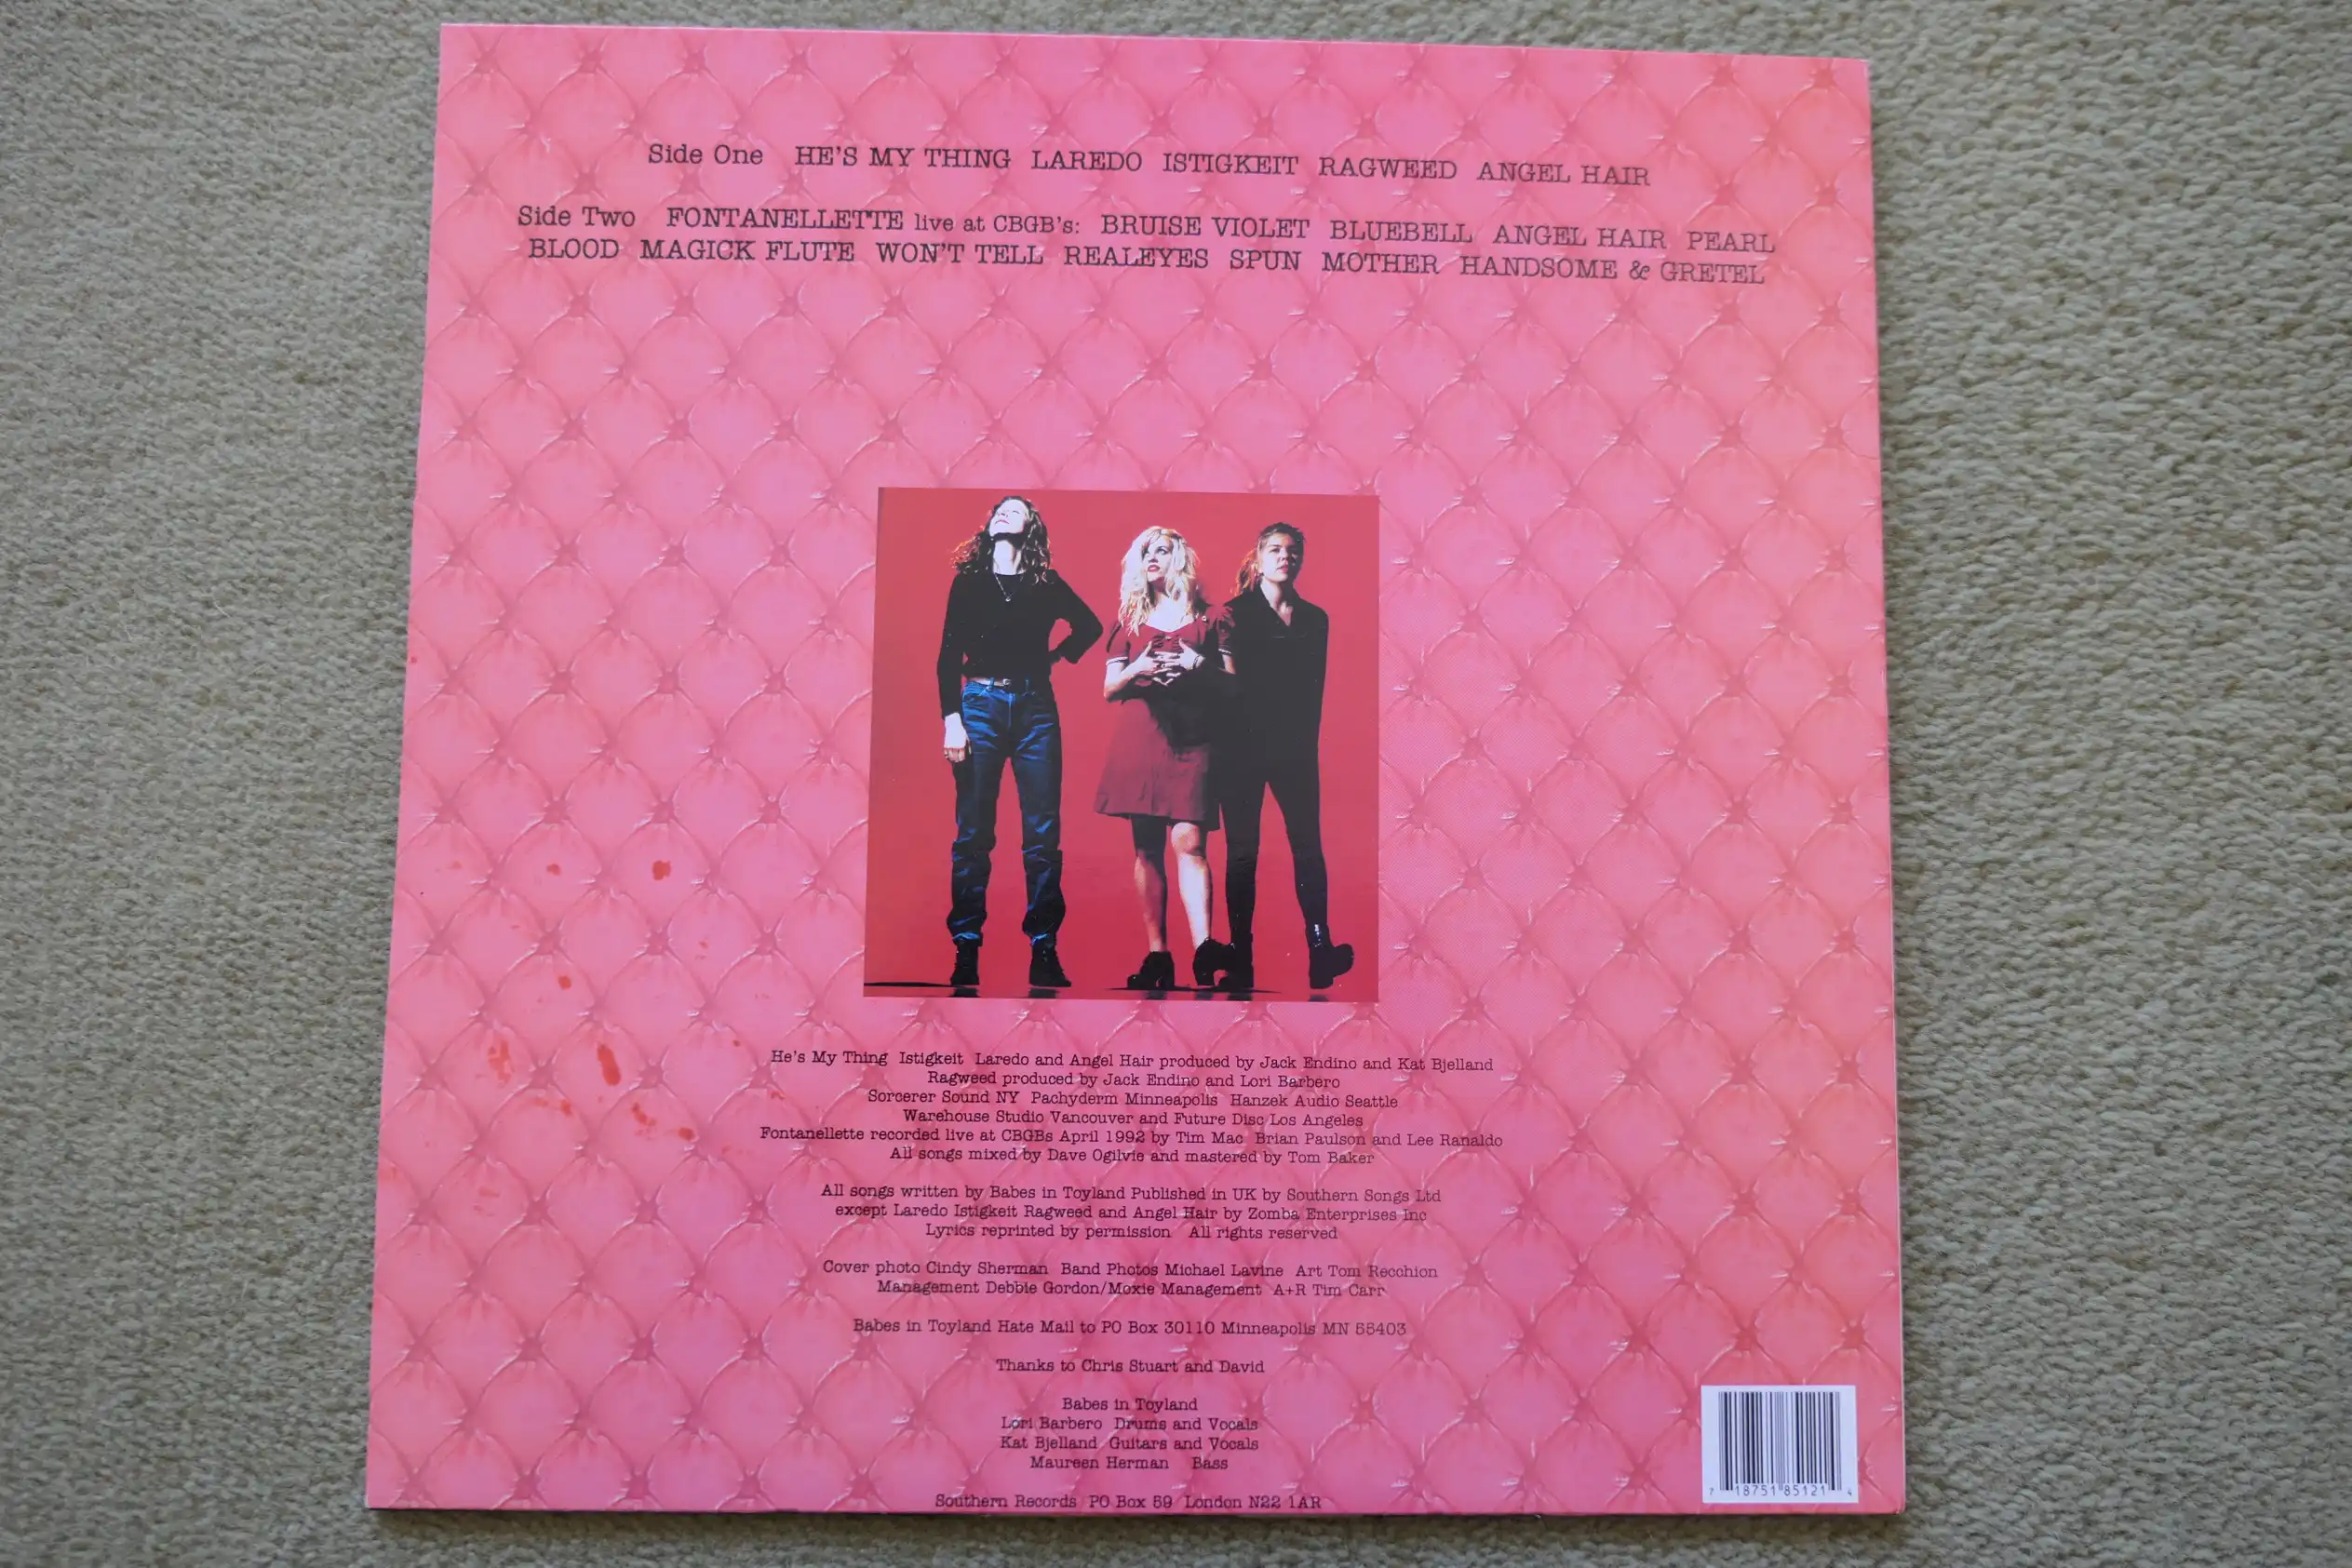 Side One HE'S MY THING LAREDO ISTIGKEIT RAGWEED ANGEL HAIR
Side Two FONTANELLETTE live at CBGB's: BRUISE VIOLET BLUEBELL ANGEL HAIR PEARL
BLOOD MAGICK FLUTE WON'T TELL REALEYES SPUN MOTHER HANDSOME & GRETEL
He's My Thing Istigkeit Laredo and Angel Hair produced by Jack Endino and Kat Bjelland
Ragweed produced by Jack Endino and Lori Barbero
Sorcerer Sound NY Pachyderm Minneapolis Hanzek Audio Seattle
Warehouse Studio Vancouver and Future Disc Los Angeles
Fontanellette recorded live at CBGBs April 1992 by Tim Mac Brian Paulson and Lee Ranaldo
All songs mixed by Dave Ogilvie and mastered by Tom Baker
All songs written by Babes in Toyland Published in UK by Southern Songs Ltd
except Laredo Istigkeit Ragweed and Angel Hair by Zomba Enterprises Inc
Lyrics reprinted by permission All rights reserved
Cover photo Cindy Sherman Band Photos Michael Lavine Art Tom Recchion
Management Debbie Gordon/Moxie Management A+R Tim Carr
Babes in Toyland Hate Mail to PO Box 30110 Minneapolis MN 55403
Thanks to Chris Stuart and David
Babes in Toyland
Lori Barbero Drums and Vocals
Kat Bjelland Guitars and Vocals
Maureen Herman Bass
Southern Records PO Box 59 London N22 1AR
7 18751 85121 4